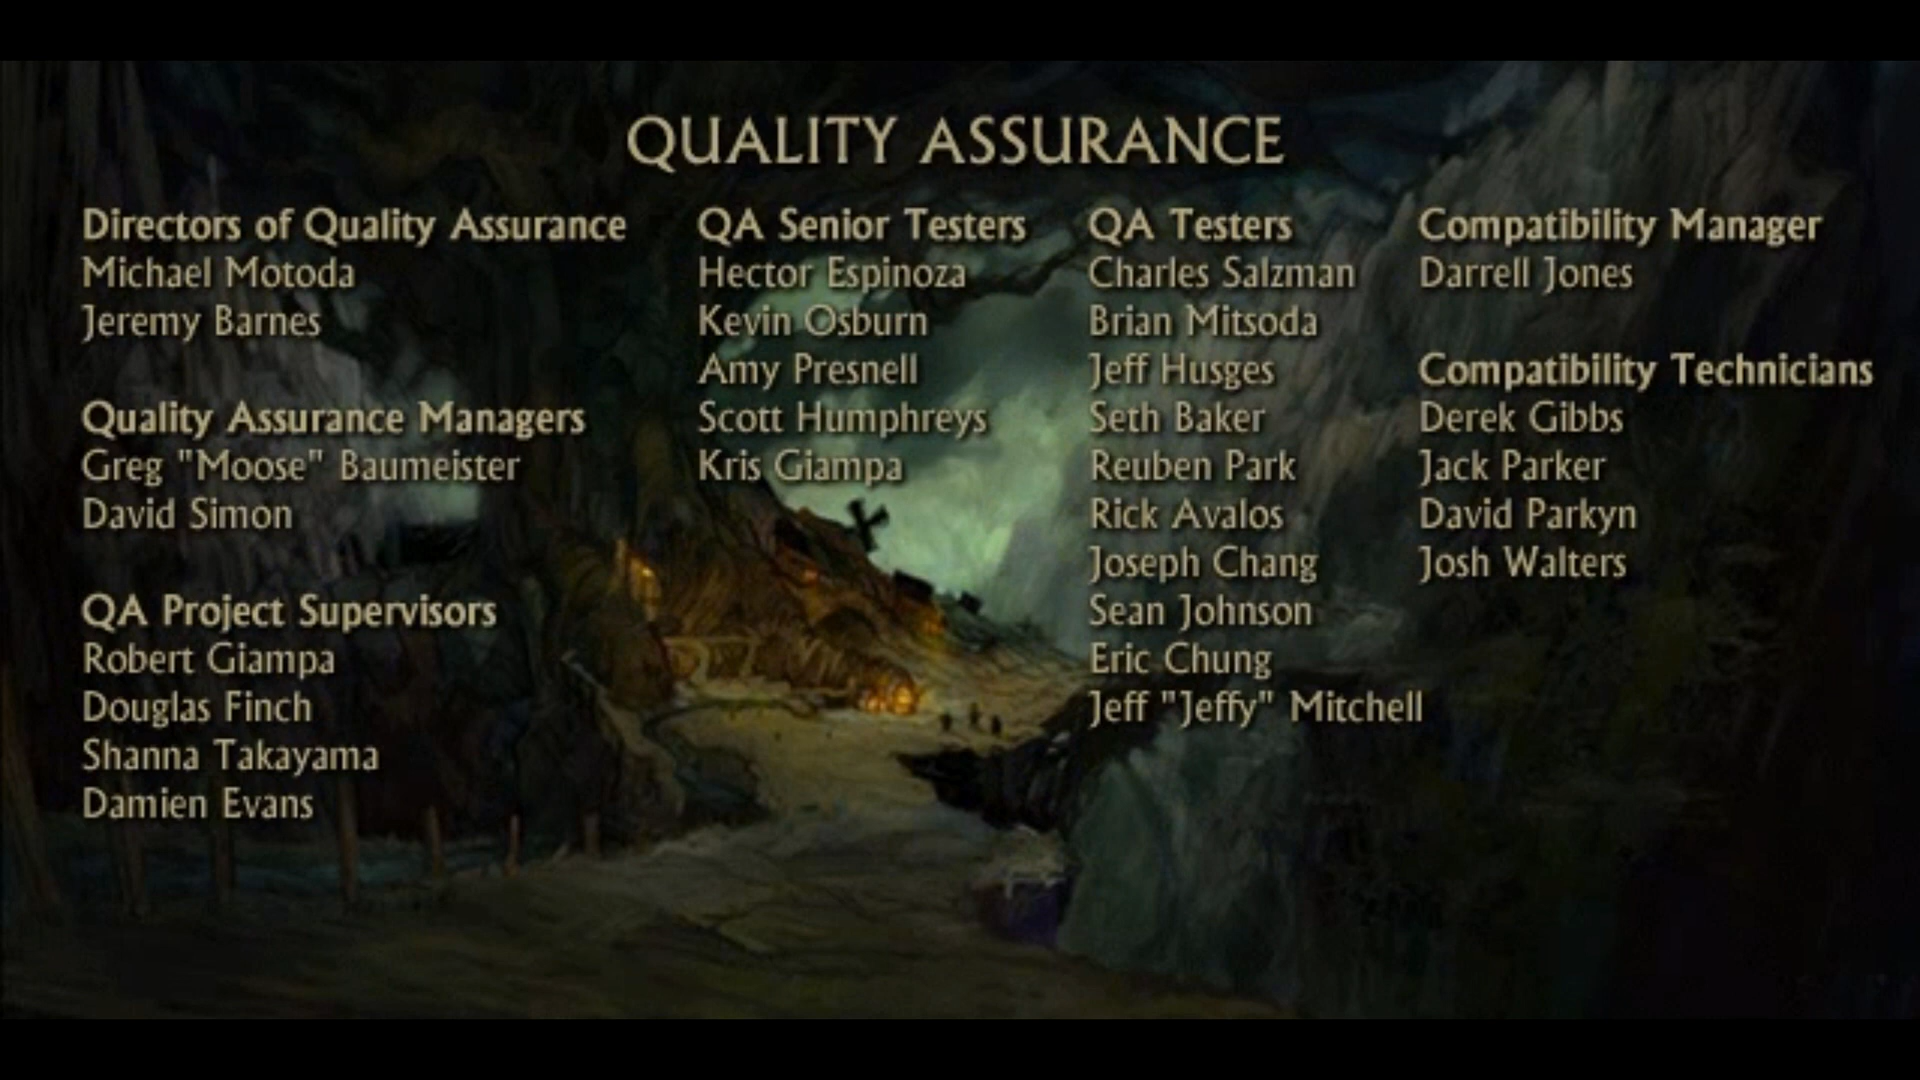 QUALITY ASSURANCE
Directors of Quality Assurance
Michael Motoda
Jeremy Barnes
Quality Assurance Managers
Greg "Moose" Baumeister
David Simon
QA Project Supervisors
Robert Giampa
Douglas Finch
Shanna Takayama
Damien Evans
QA Senior Testers
Hector Espinoza
Kevin Osburn
Amy Presnell
Scott Humphreys
Kris Giampa
QA Testers
Charles Salzman
Brian Mitsoda
Jeff Husges
Seth Baker
Reuben Park
Rick Avalos
Joseph Chang
Sean Johnson
Eric Chung
Jeff "Jeffy" Mitchell
Compatibility Manager
Darrell Jones
Compatibility Technicians
Derek Gibbs
Jack Parker
David Parkyn
Josh Walters